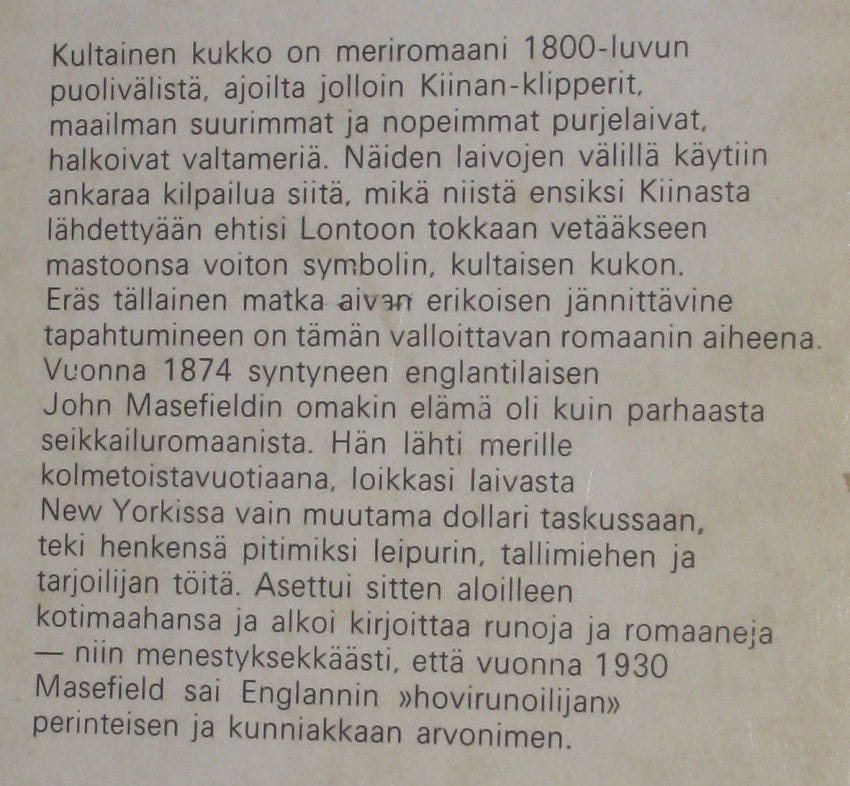 Kultainen kukko on meriromaani 1800-luvun
puolivälistä, ajoilta jolloin Kiinan-klipperit,
maailman suurimmat ja nopeimmat purjelaivat,
halkoivat valtameriä. Näiden laivojen välillä käytiin
ankaraa kilpailua siitä, mikä niistä ensiksi Kiinasta
lähdettyään ehtisi Lontoon tokkaan vetääkseen
mastoonsa voiton symbolin, kultaisen kukon.
Eräs tällainen matka aivan erikoisen jännittävine
tapahtumineen on tämän valloittavan romaanin aiheena.
Vuonna 1874 syntyneen englantilaisen
John Masefieldin omakin elämä oli kuin parhaasta
seikkailuromaanista. Hän lähti merille
kolmetoistavuotiaana, loikkasi laivasta
New Yorkissa vain muutama dollari taskussaan,
teki henkensä pitimiksi leipurin, tallimiehen ja
tarjoilijan töitä. Asettui sitten aloilleen
kotimaahansa ja alkoi kirjoittaa runoja ja romaaneja
— niin menestyksekkäästi, että vuonna 1930
Masefield sai Englannin »hovirunoilijan»
perinteisen ja kunniakkaan arvonimen.